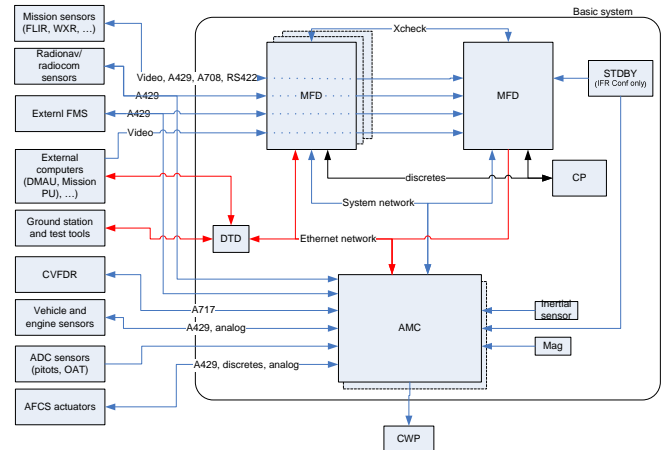 Basic system
Mission sensors
(FLIR, WXR, …)
Xcheck
Radionav/
radiocom
sensors
Video, A429, A708, RS422
STDBY
(IFR Conf only)
MFD
MFD
A429
Externl FMS
A429
Video
External
computers
(DMAU, Mission
PU), …)
discretes
CP
System network
Ground station
and test tools
DTD
Ethernet network
CVFDR
A717
Inertial
sensor
Vehicle and
engine sensors
A429, analog
AMC
Mag
ADC sensors
(pitots, OAT)
A429, discretes, analog
AFCS actuators
CWP